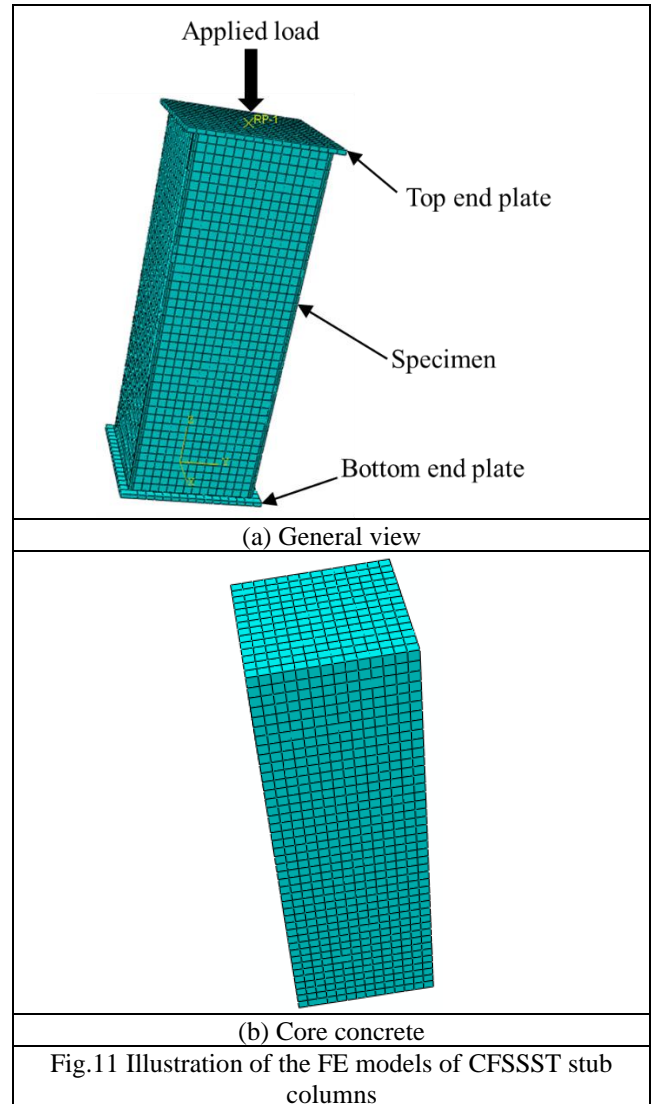 Applied load
RP-1
Top end plate
Specimen
Bottom end plate
(a) General view
(b) Core concrete
Fig.11 Illustration of the FE models of CFSSST stub
columns